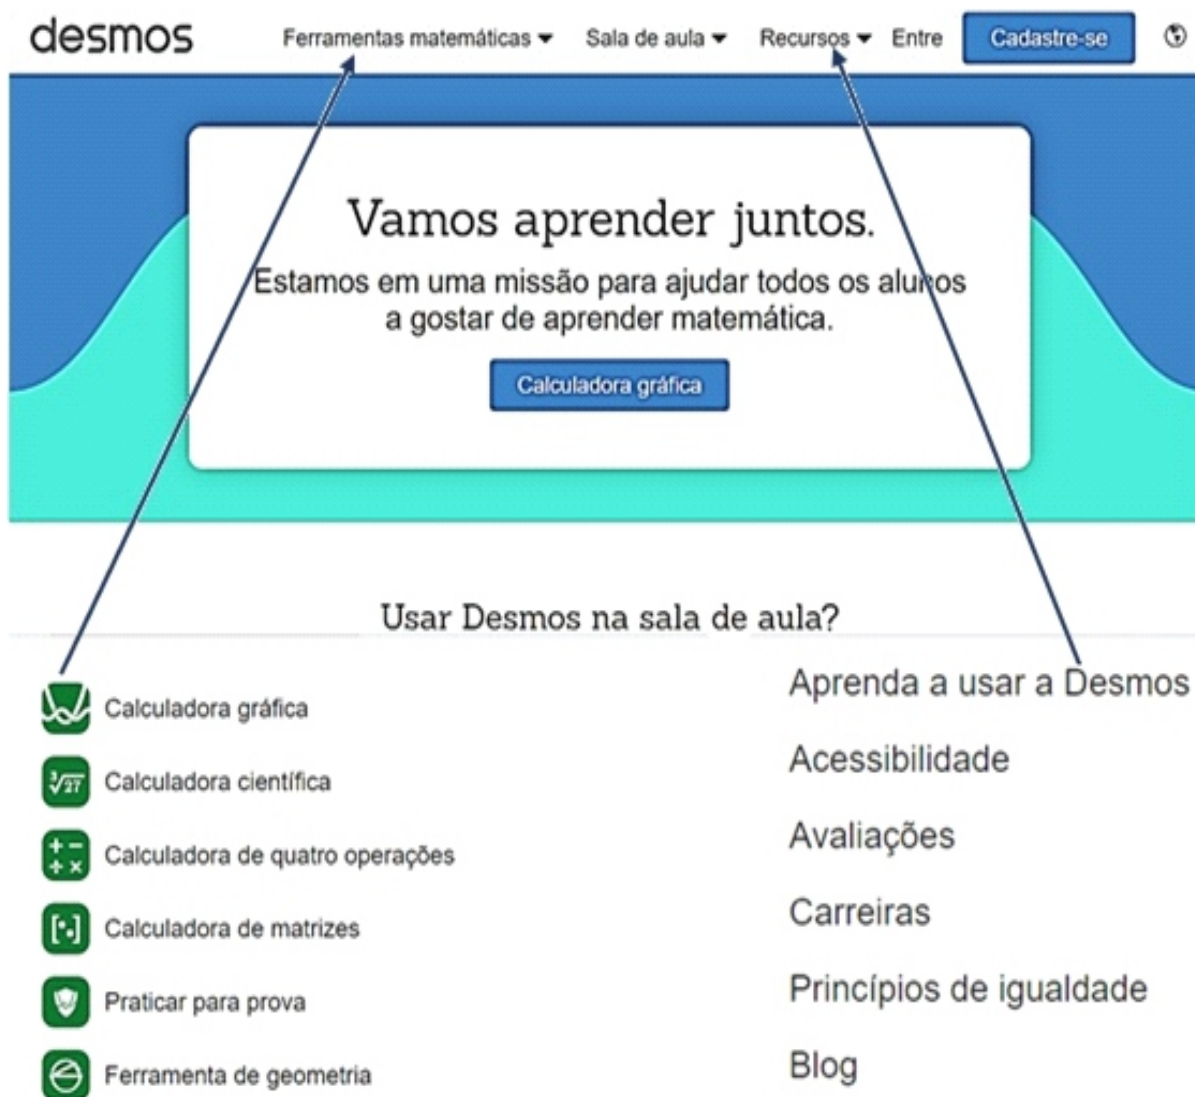 desmos
Ferramentas matemáticas Sala de aula Recursos Entre Cadastre-se
Vamos aprender juntos.
Estamos em uma missão para ajudar todos os alunos
a gostar de aprender matemática.
Calculadora gráfica
Usar Desmos na sala de aula?
Calculadora gráfica
∛27 Calculadora científica
+ − ÷ × Calculadora de quatro operações
Calculadora de matrizes
Praticar para prova
Ferramenta de geometria
Aprenda a usar a Desmos
Acessibilidade
Avaliações
Carreiras
Princípios de igualdade
Blog